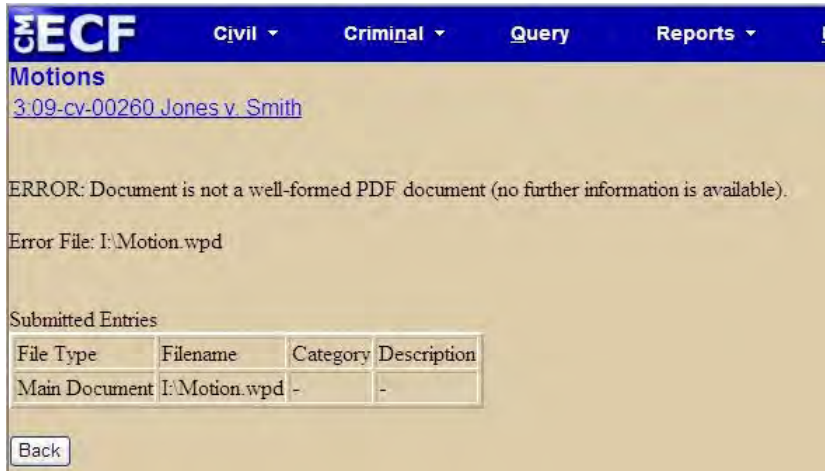 CM ECF Civil Criminal Query Reports
Motions
3:09-cv-00260 Jones v. Smith
ERROR: Document is not a well-formed PDF document (no further information is available).
Error File: I:\Motion.wpd
Submitted Entries
File Type Filename Category Description
Main Document I:\Motion.wpd - -
Back